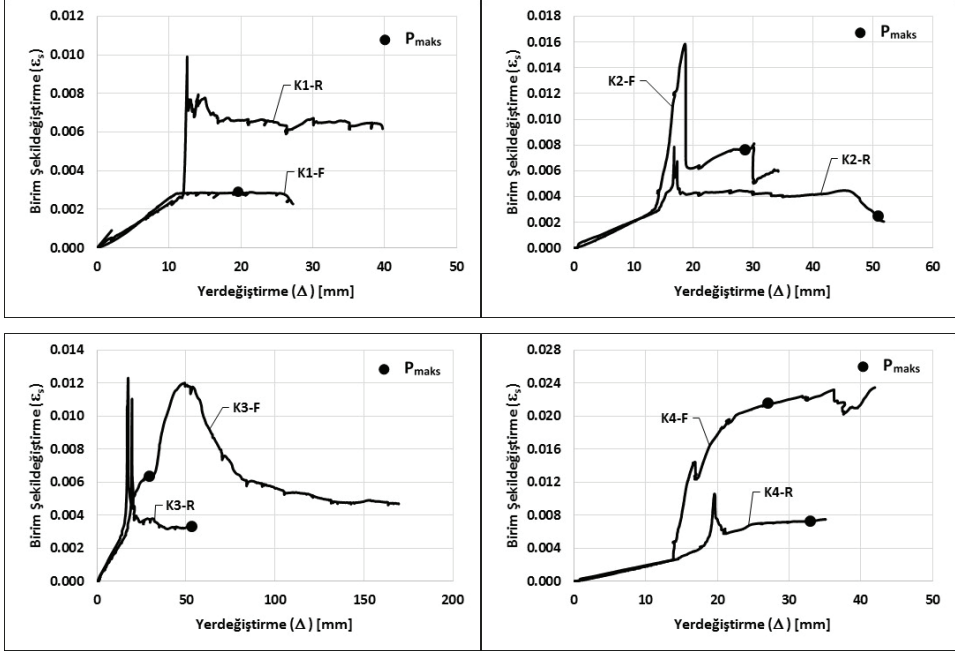 0.012
0.010
0.008
0.006
0.004
0.002
0.000
Birim Şekildeğiştirme (εs)
Pmaks
K1-R
K1-F
0 10 20 30 40 50
Yerdeğiştirme (Δ) [mm]
0.018
0.016
0.014
0.012
0.010
0.008
0.006
0.004
0.002
0.000
Birim Şekildeğiştirme (εs)
Pmaks
K2-F
K2-R
0 10 20 30 40 50 60
Yerdeğiştirme (Δ) [mm]
0.014
0.012
0.010
0.008
0.006
0.004
0.002
0.000
Birim Şekildeğiştirme (εs)
Pmaks
K3-F
K3-R
0 50 100 150 200
Yerdeğiştirme (Δ) [mm]
0.028
0.024
0.020
0.016
0.012
0.008
0.004
0.000
Birim Şekildeğiştirme (εs)
Pmaks
K4-F
K4-R
0 10 20 30 40 50
Yerdeğiştirme (Δ) [mm]